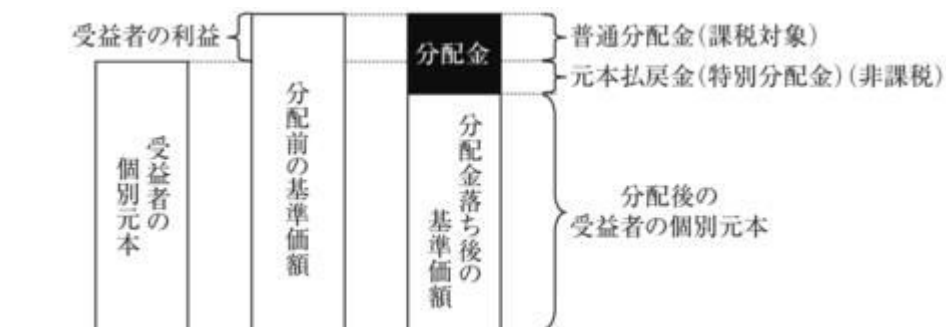 受益者の利益
分配金
普通分配金(課税対象)
元本払戻金(特別分配金)(非課税)
受益者の
個別元本
分配前の基準価額
分配金落ち後の
基準価額
分配後の
受益者の個別元本